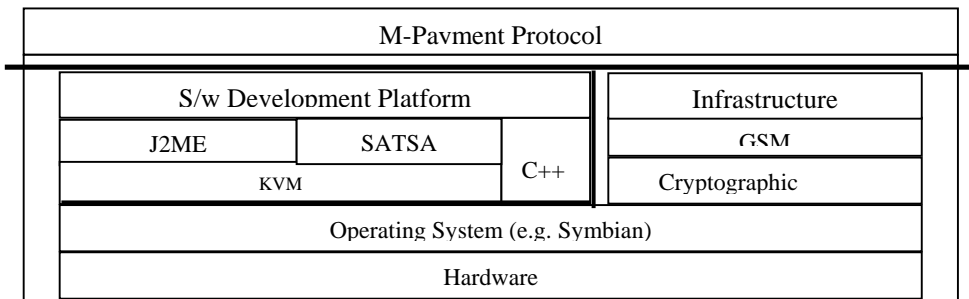 M-Payment Protocol
S/w Development Platform
Infrastructure
J2ME
SATSA
C++
GSM
KVM
Cryptographic
Operating System (e.g. Symbian)
Hardware